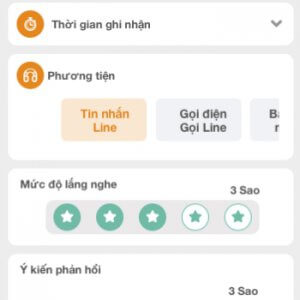 Thời gian ghi nhận
Phương tiện
Tin nhắn
Line
Gọi điện
Gọi Line
Mức độ lắng nghe
3 Sao
Ý kiến phản hồi
3 Sao